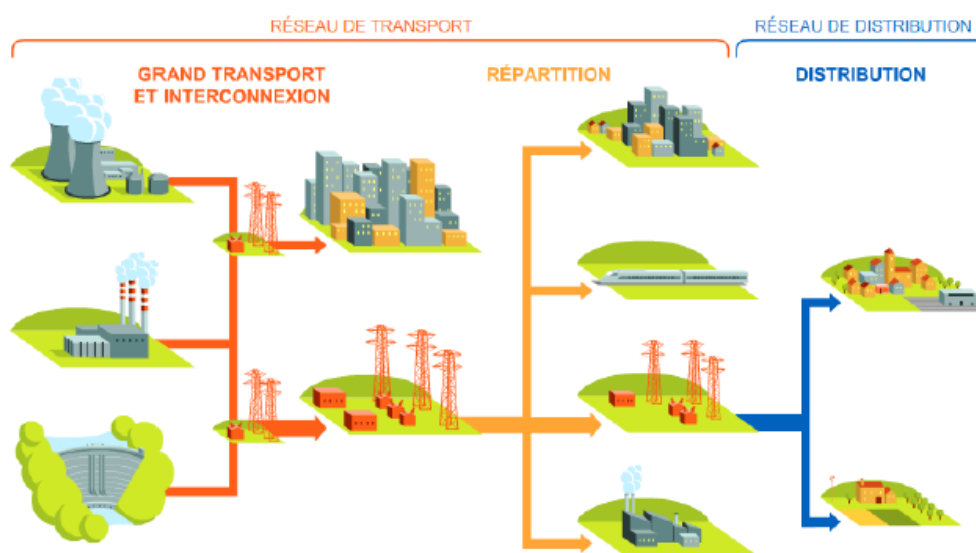 RÉSEAU DE TRANSPORT
RÉSEAU DE DISTRIBUTION
GRAND TRANSPORT
ET INTERCONNEXION
RÉPARTITION
DISTRIBUTION